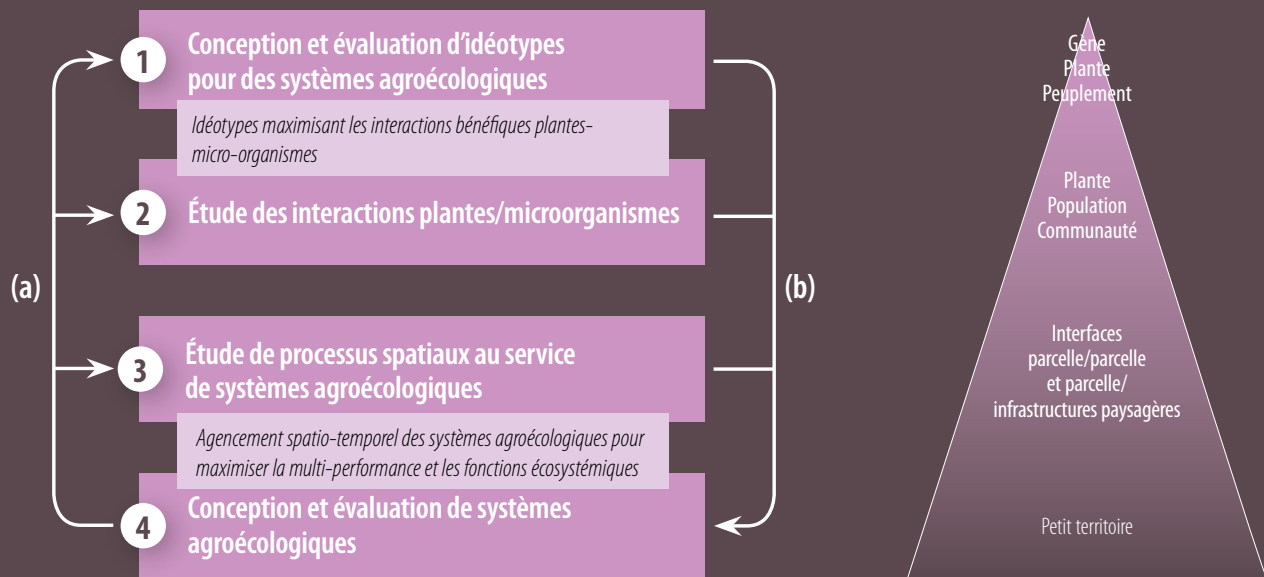 1
Conception et évaluation d'idéotypes
pour des systèmes agroécologiques
Idéotypes maximisant les interactions bénéfiques plantes-
micro-organismes
2
Étude des interactions plantes/microorganismes
(a)
(b)
3
Étude de processus spatiaux au service
de systèmes agroécologiques
Agencement spatio-temporel des systèmes agroécologiques pour
maximiser la multi-performance et les fonctions écosystémiques
4
Conception et évaluation de systèmes
agroécologiques
Gène
Plante
Peuplement
Plante
Population
Communauté
Interfaces
parcelle/parcelle
et parcelle/
infrastructures paysagères
Petit territoire